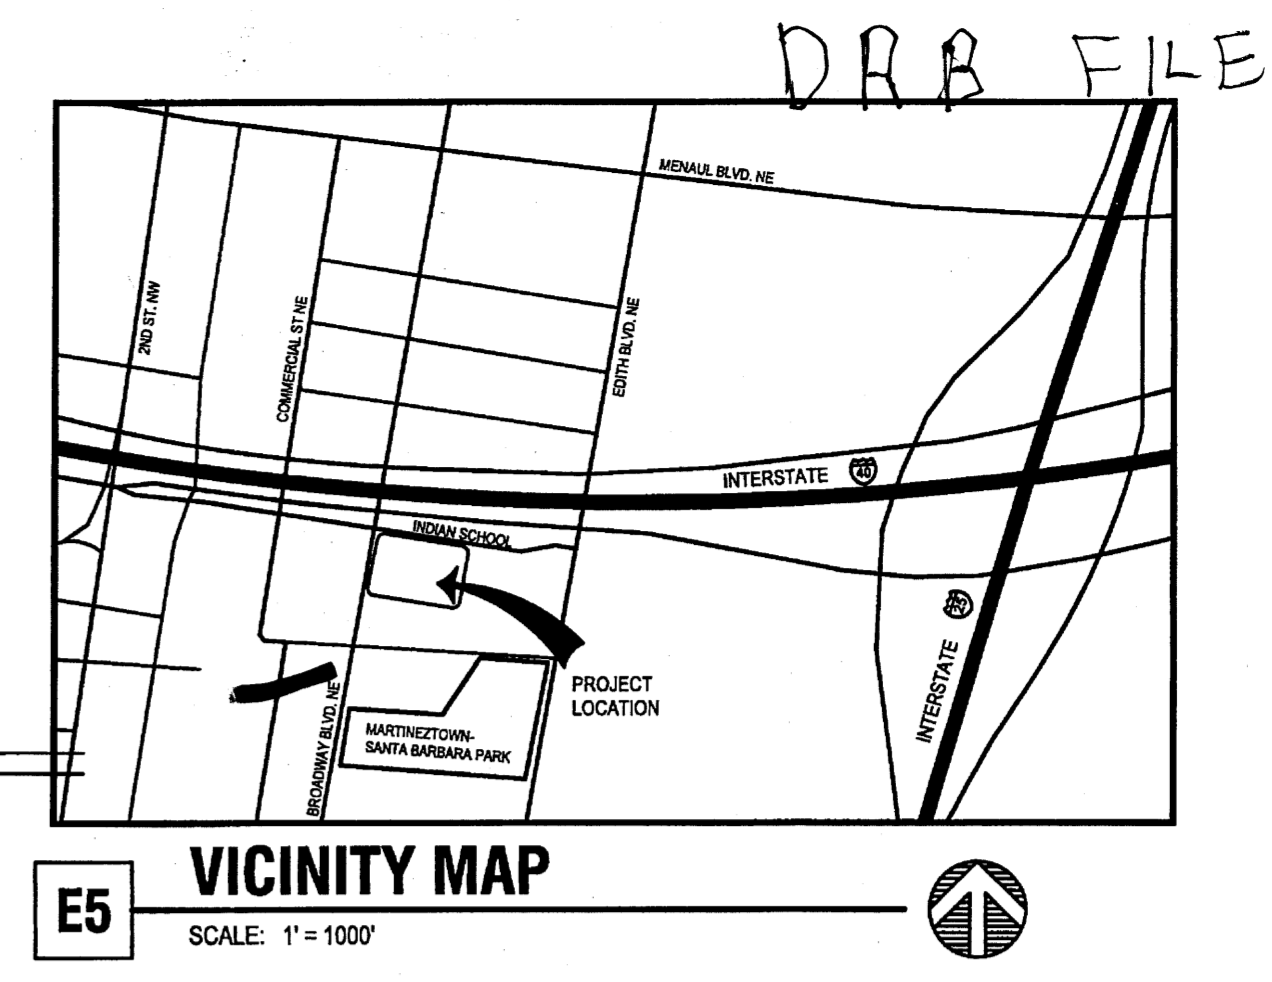 DRB FILE
MENAUL BLVD. NE
2ND ST. NW
COMMERCIAL ST NE
EDITH BLVD. NE
INTERSTATE 40
INDIAN SCHOOL
25
INTERSTATE
PROJECT
LOCATION
BROADWAY BLVD. NE
MARTINEZTOWN-
SANTA BARBARA PARK
VICINITY MAP
E5
SCALE: 1' = 1000'